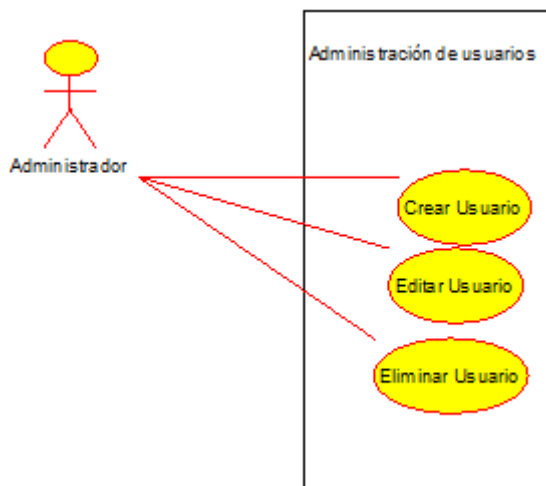 Administración de usuarios
Administrador
Crear Usuario
Editar Usuario
Eliminar Usuario